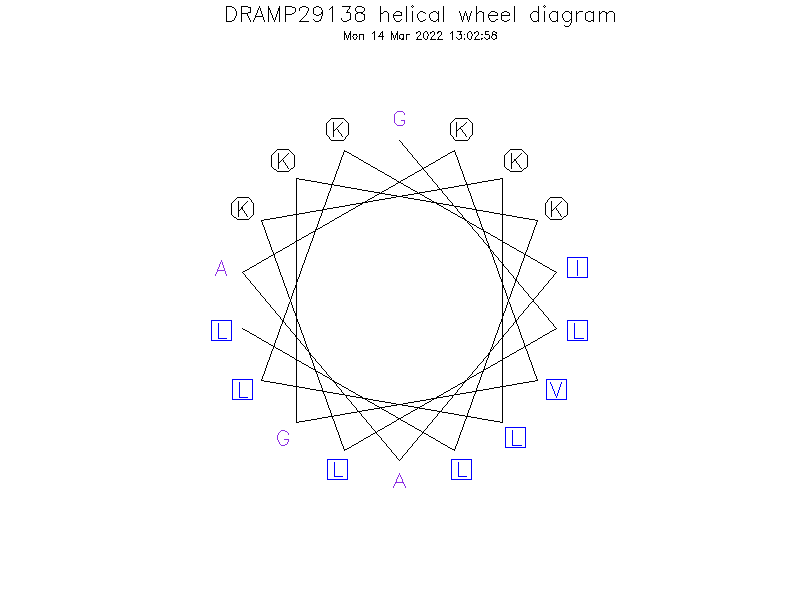 DRAMP29138 helical wheel diagram
Mon 14 Mar 2022 13:02:58
G
K K
K K
K K
A I
L L
L V
G L
L L
A